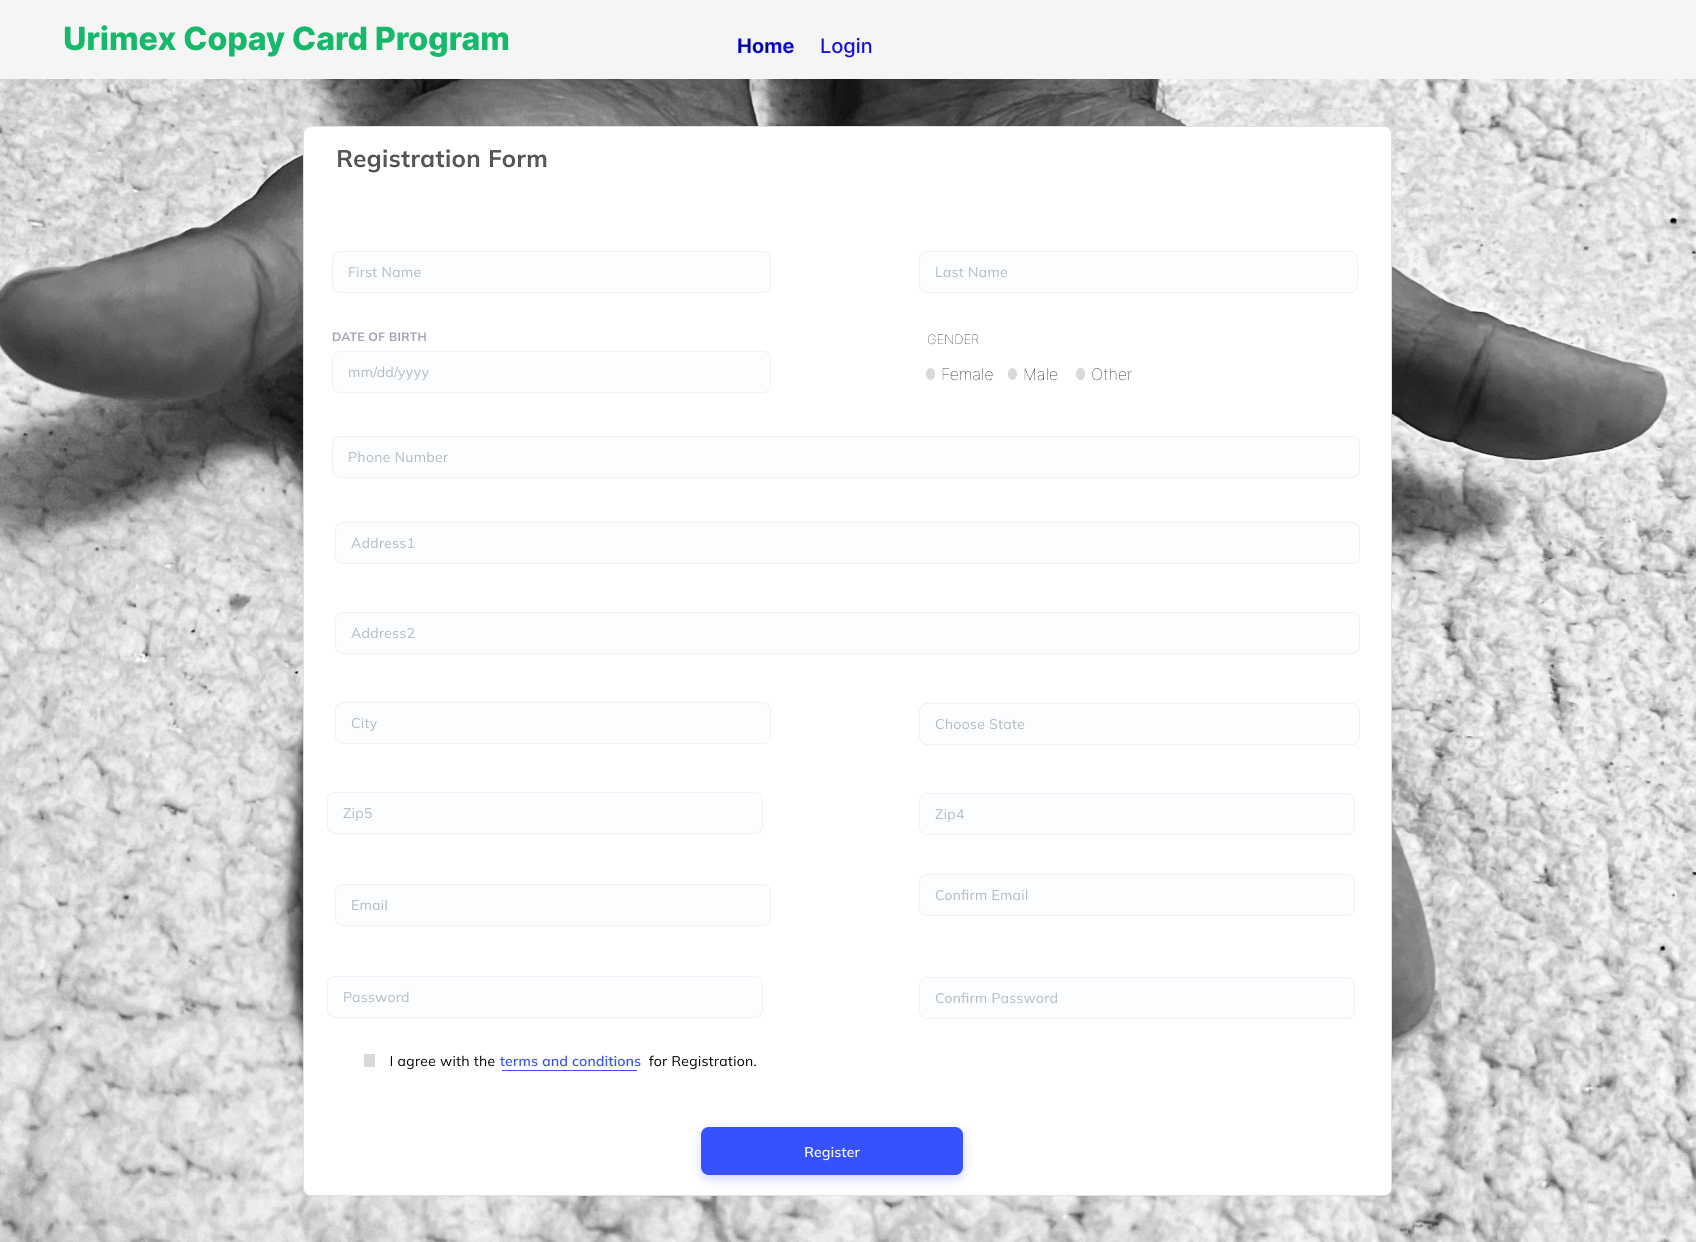 Urimex Copay Card Program
Home Login
Registration Form
First Name Last Name
DATE OF BIRTH GENDER
mm/dd/yyyy Female Male Other
Phone Number
Address1
Address2
City Choose State
Zip5 Zip4
Email Confirm Email
Password Confirm Password
I agree with the terms and conditions for Registration.
Register